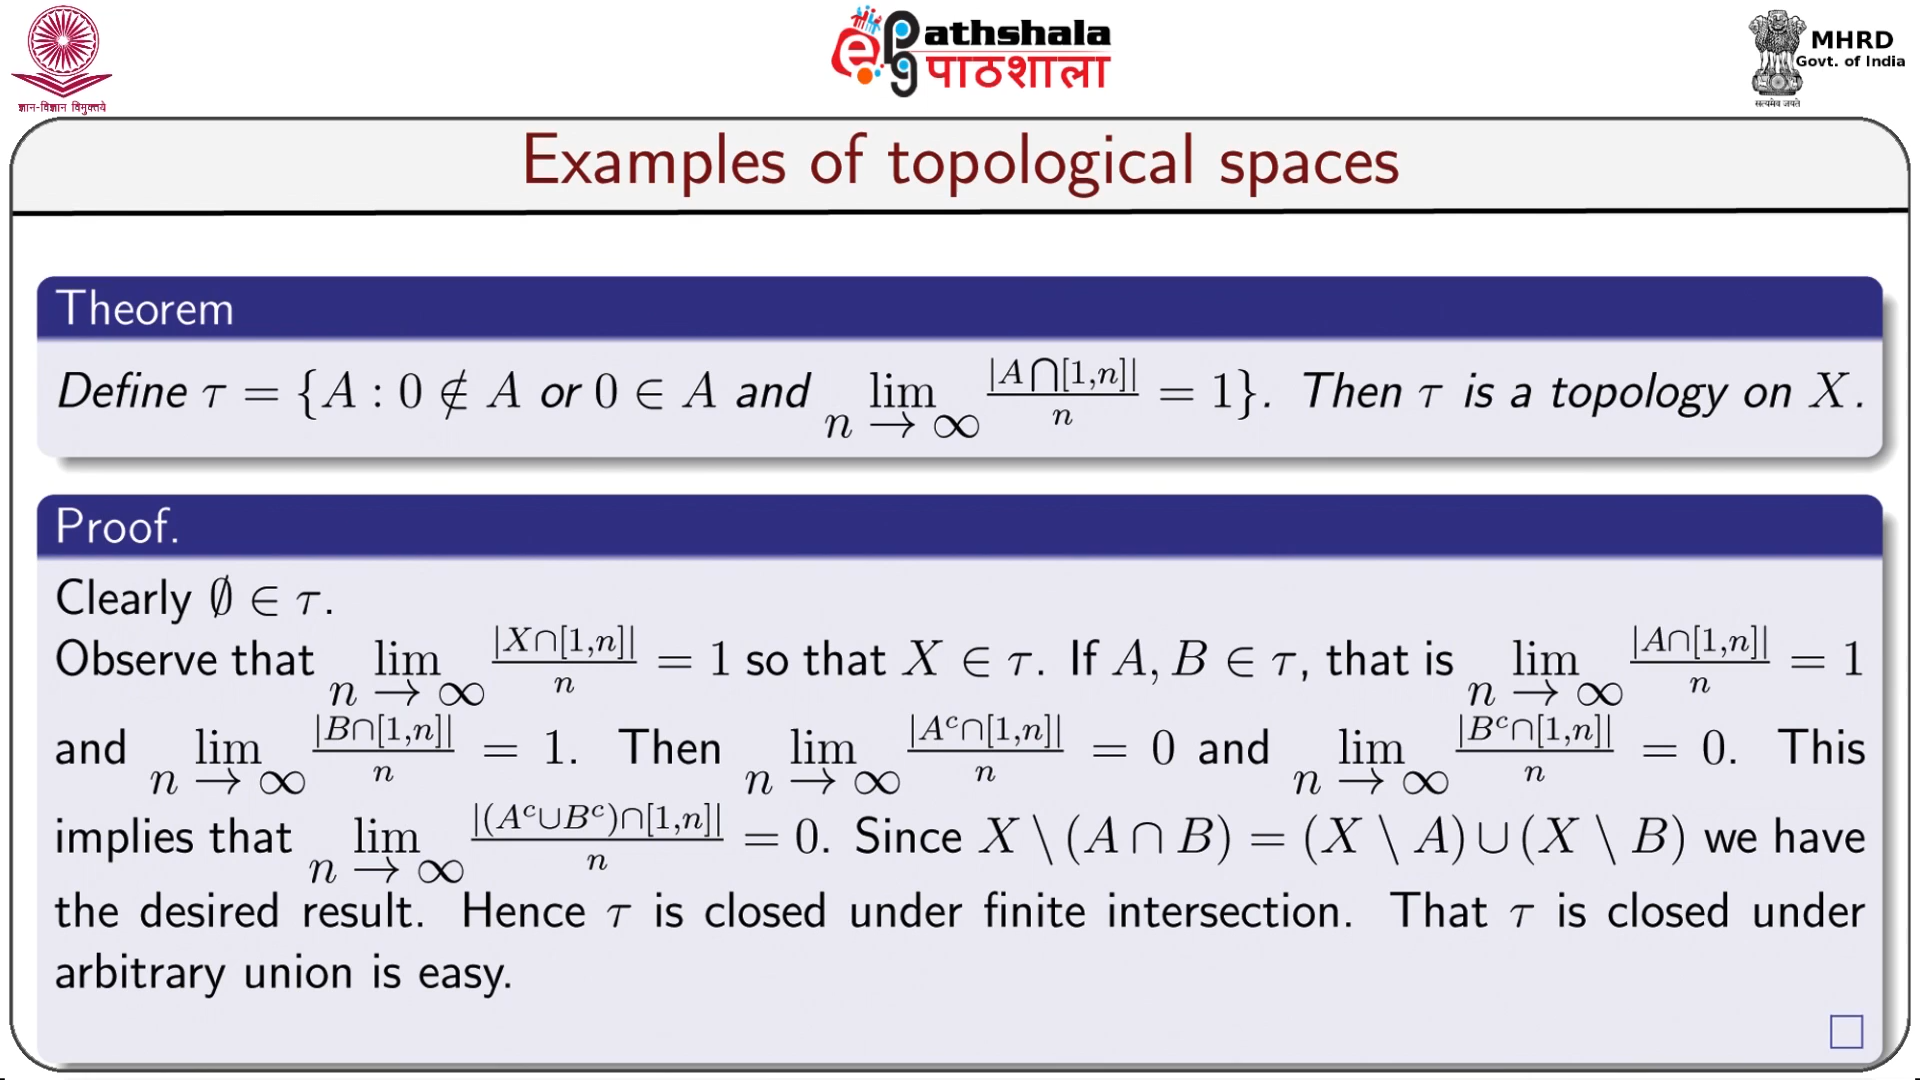 ज्ञान-विज्ञान विमुक्तये
ePathshala
पाठशाला
MHRD
Govt. of India
सत्यमेव जयते
Examples of topological spaces
Theorem
Define τ = {A : 0 ∉ A or 0 ∈ A and lim_{n → ∞} |A⋂[1,n]|/n = 1}. Then τ is a topology on X.
Proof.
Clearly ∅ ∈ τ.
Observe that lim_{n → ∞} |X∩[1,n]|/n = 1 so that X ∈ τ. If A, B ∈ τ, that is lim_{n → ∞} |A∩[1,n]|/n = 1
and lim_{n → ∞} |B∩[1,n]|/n = 1. Then lim_{n → ∞} |A^c∩[1,n]|/n = 0 and lim_{n → ∞} |B^c∩[1,n]|/n = 0. This
implies that lim_{n → ∞} |(A^c∪B^c)∩[1,n]|/n = 0. Since X \ (A ∩ B) = (X \ A) ∪ (X \ B) we have
the desired result. Hence τ is closed under finite intersection. That τ is closed under
arbitrary union is easy.